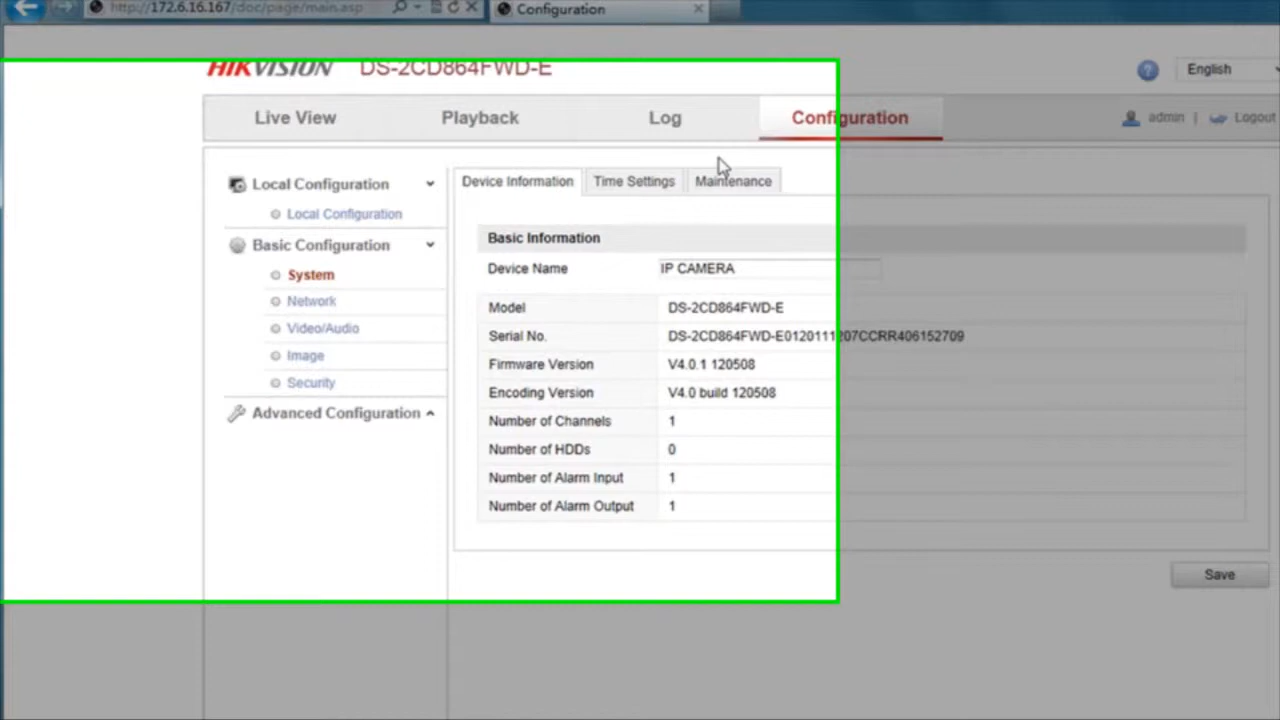 http://172.6.16.167/doc/page/main.asp
Configuration
HIKVISION DS-2CD864FWD-E
English
Live View Playback Log Configuration
admin | Logout
Local Configuration
Local Configuration
Basic Configuration
System
Network
Video/Audio
Image
Security
Advanced Configuration
Device Information Time Settings Maintenance
Basic Information
Device Name IP CAMERA
Model DS-2CD864FWD-E
Serial No. DS-2CD864FWD-E0120111207CCRR406152709
Firmware Version V4.0.1 120508
Encoding Version V4.0 build 120508
Number of Channels 1
Number of HDDs 0
Number of Alarm Input 1
Number of Alarm Output 1
Save